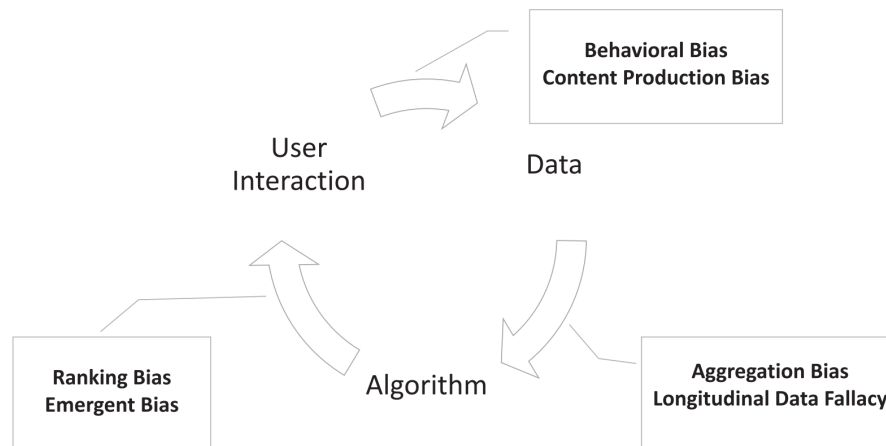 Behavioral Bias
Content Production Bias
User
Interaction
Data
Ranking Bias
Emergent Bias
Algorithm
Aggregation Bias
Longitudinal Data Fallacy